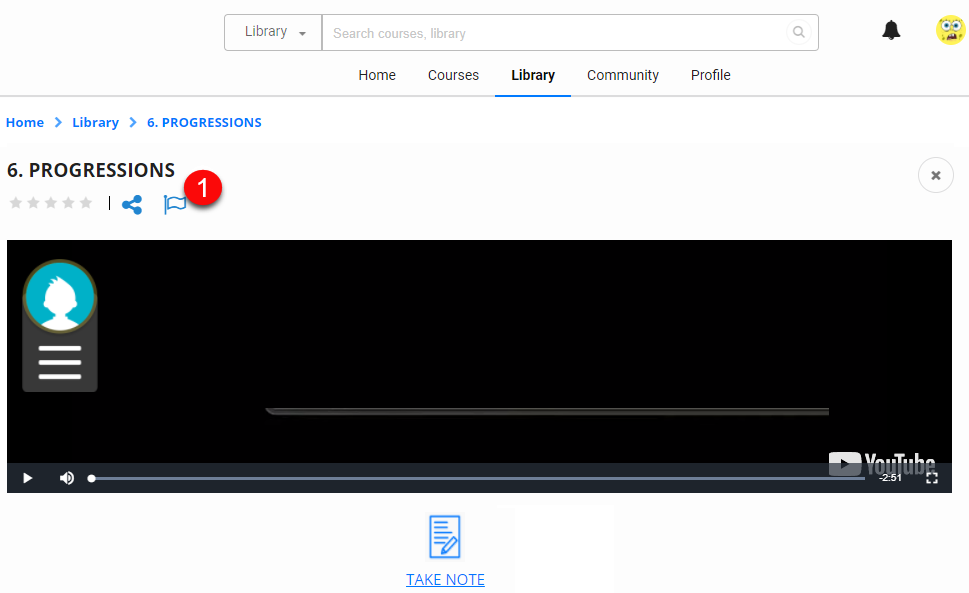 Library
Search courses, library
Home Courses Library Community Profile
Home Library 6. PROGRESSIONS
6. PROGRESSIONS
1
YouTube
-2:51
TAKE NOTE